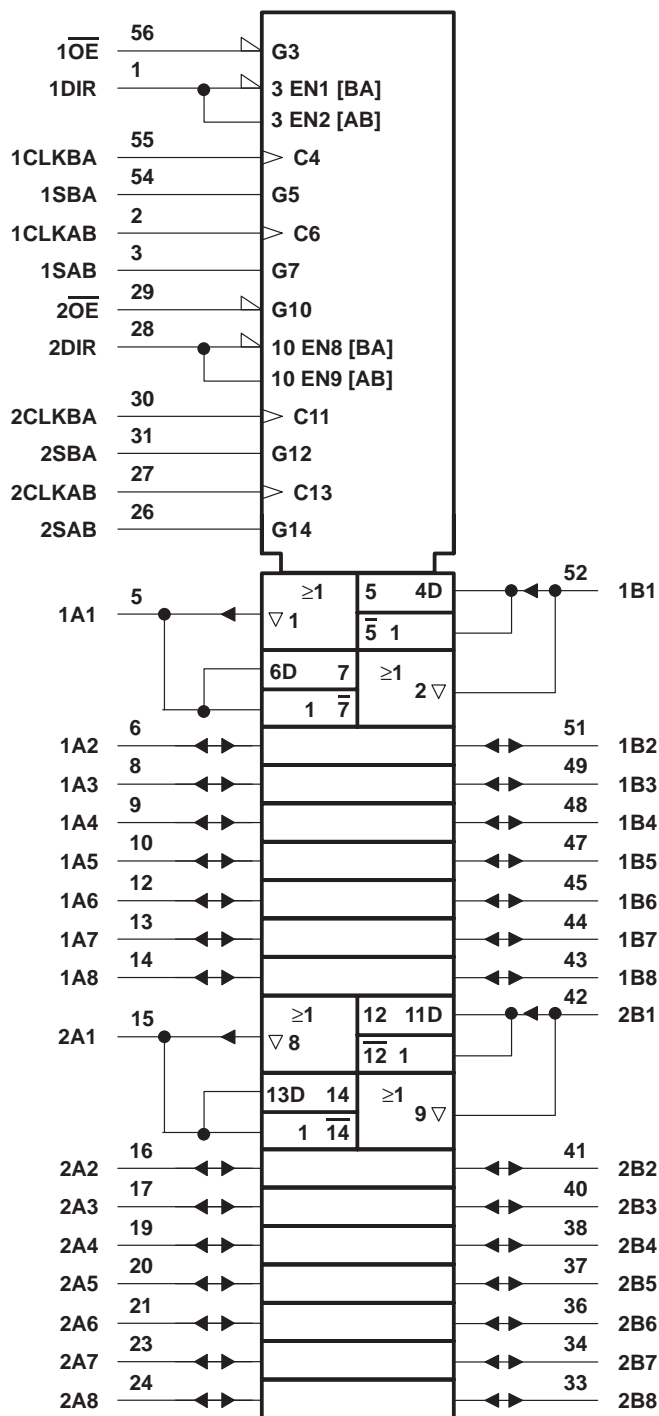 56
1O̅E̅ G3
1
1DIR 3 EN1 [BA]
3 EN2 [AB]
55
1CLKBA C4
54
1SBA G5
2
1CLKAB C6
3
1SAB G7
29
2O̅E̅ G10
28
2DIR 10 EN8 [BA]
10 EN9 [AB]
30
2CLKBA C11
31
2SBA G12
27
2CLKAB C13
26
2SAB G14
5 ≥1 5 4D 52
1A1 ▽ 1 5̅ 1 1B1
6D 7 ≥1
1 7̅ 2 ▽
6 51
1A2 1B2
8 49
1A3 1B3
9 48
1A4 1B4
10 47
1A5 1B5
12 45
1A6 1B6
13 44
1A7 1B7
14 43
1A8 1B8
15 ≥1 12 11D 42
2A1 ▽ 8 1̅2̅ 1 2B1
13D 14 ≥1
1 1̅4̅ 9 ▽
16 41
2A2 2B2
17 40
2A3 2B3
19 38
2A4 2B4
20 37
2A5 2B5
21 36
2A6 2B6
23 34
2A7 2B7
24 33
2A8 2B8